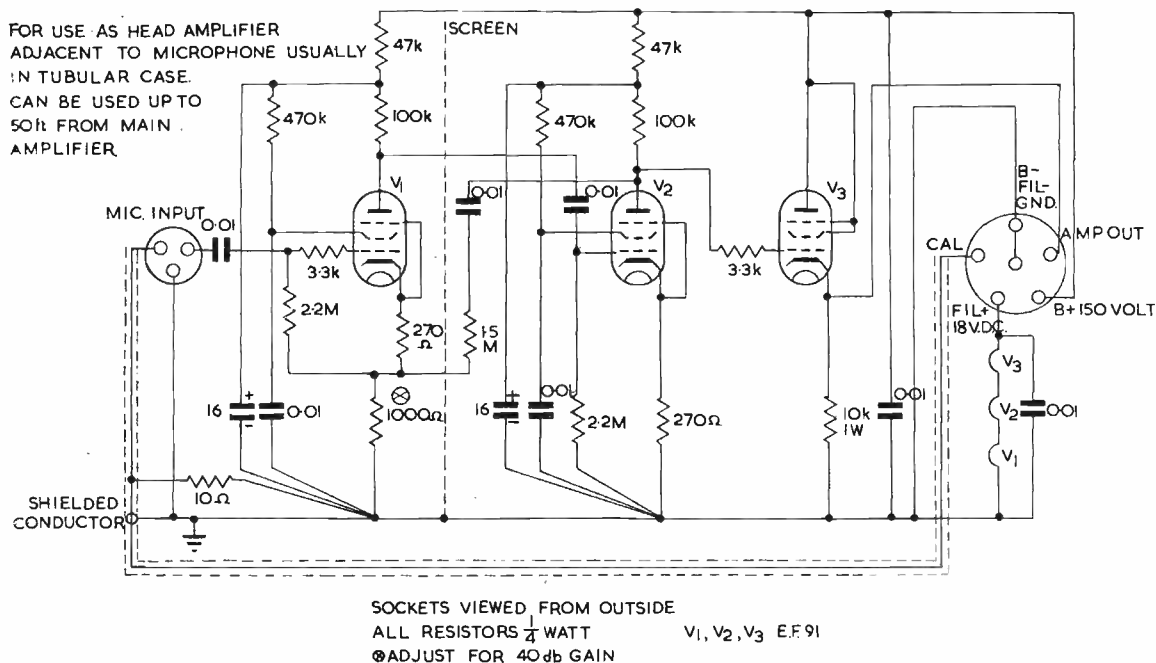 FOR USE AS HEAD AMPLIFIER
ADJACENT TO MICROPHONE USUALLY
IN TUBULAR CASE.
CAN BE USED UP TO
50ft FROM MAIN
AMPLIFIER.
47k
SCREEN
47k
470k
100k
470k
100k
V1
V2
V3
B-
FIL-
GND.
MIC. INPUT
0·01
0·01
0·01
CAL
AMP OUT
3·3k
3·3k
2·2M
270
Ω
1·5
M
FIL+
18V.D.C.
B+150 VOLT
16
+
-
0·01
⊗
1000Ω
16
+
-
0·01
2·2M
270Ω
10k
1W
0·01
V3
V2
V1
0·01
10Ω
SHIELDED
CONDUCTOR
SOCKETS VIEWED FROM OUTSIDE
ALL RESISTORS 1/4 WATT V1, V2, V3 E.F.91
⊗ADJUST FOR 40db GAIN